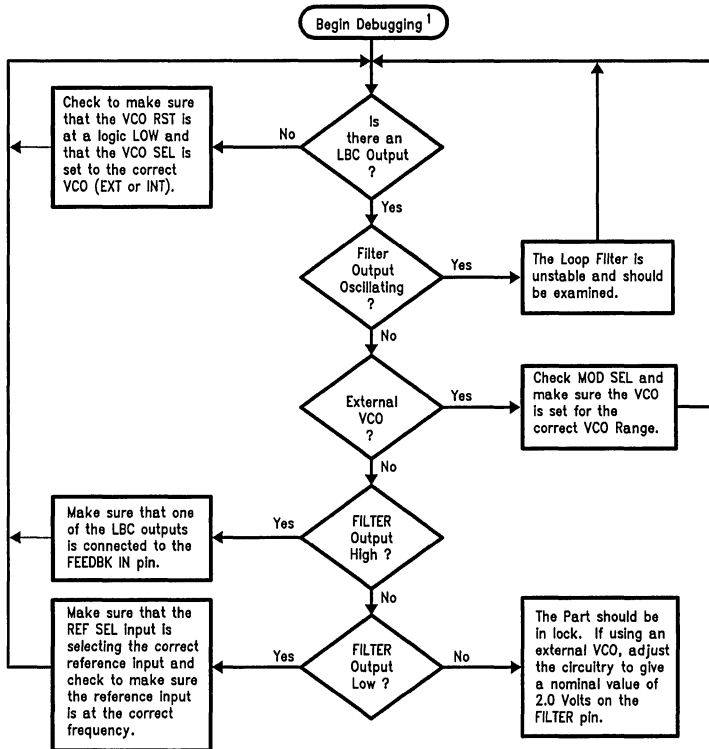 Begin Debugging 1
Check to make sure
that the VCO RST is
at a logic LOW and
that the VCO SEL is
set to the correct
VCO (EXT or INT).
No
Is
there an
LBC Output
?
Yes
Filter
Output
Oscillating
?
Yes
The Loop Filter is
unstable and should
be examined.
No
External
VCO
?
Yes
Check MOD SEL and
make sure the VCO
is set for the
correct VCO Range.
No
Make sure that one
of the LBC outputs
is connected to the
FEEDBK IN pin.
Yes
FILTER
Output
High ?
No
Make sure that the
REF SEL input is
selecting the correct
reference input and
check to make sure
the reference input
is at the correct
frequency.
Yes
FILTER
Output
Low ?
No
The Part should be
in lock. If using an
external VCO, adjust
the circuitry to give
a nominal value of
2.0 Volts on the
FILTER pin.